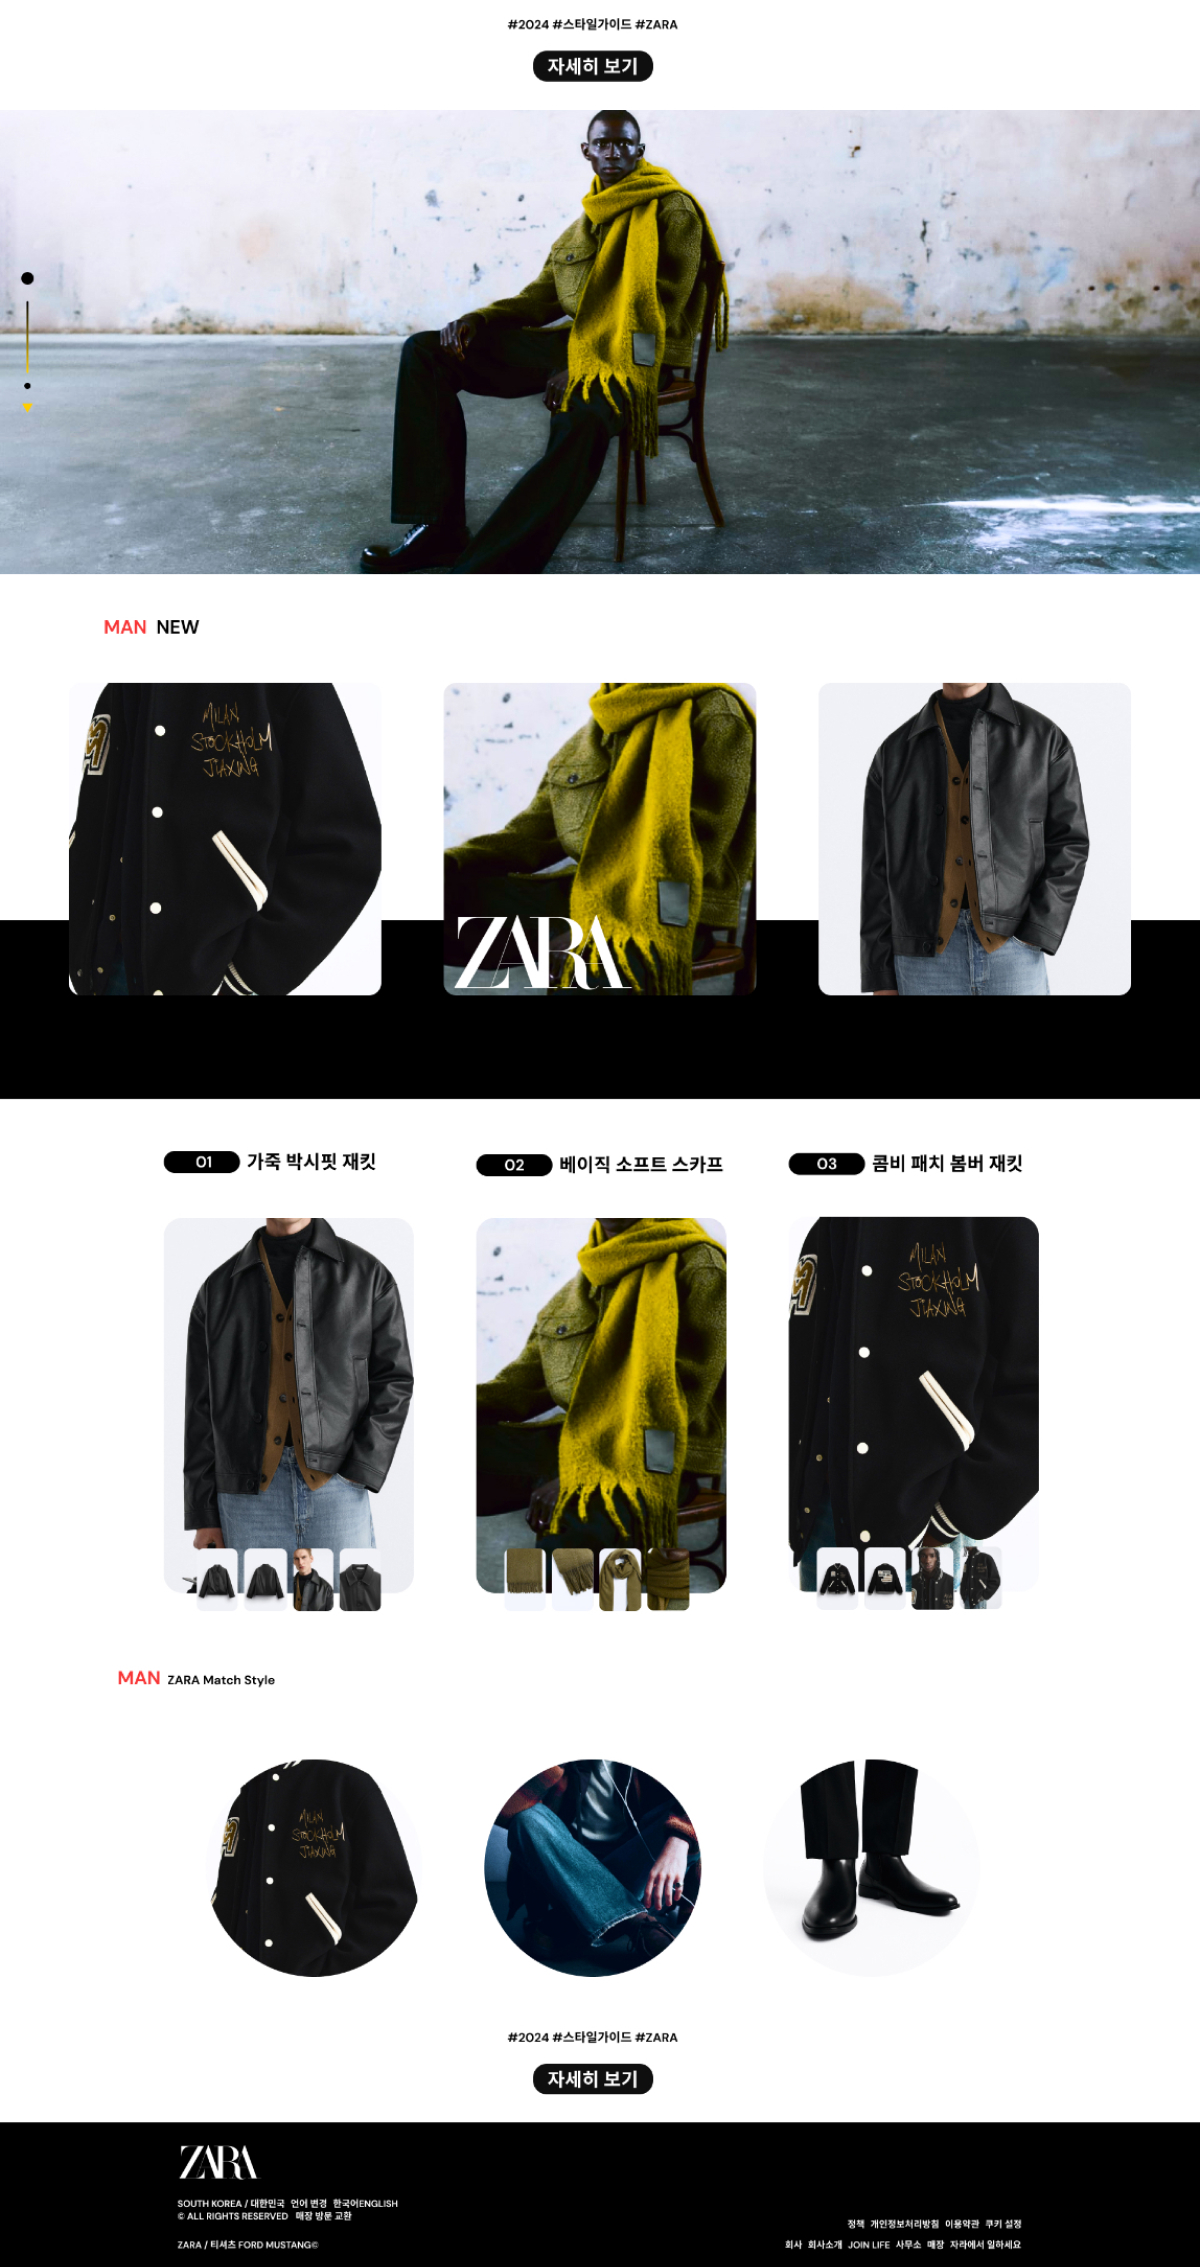 #2024 #스타일가이드 #ZARA
자세히 보기
MAN NEW
MILAN
STOCKHOLM
JIAXING
ZARA
01 가죽 박시핏 재킷
02 베이직 소프트 스카프
03 콤비 패치 봄버 재킷
MILAN
STOCKHOLM
JIAXING
MAN ZARA Match Style
MILAN
STOCKHOLM
JIAXING
#2024 #스타일가이드 #ZARA
자세히 보기
ZARA
SOUTH KOREA / 대한민국 언어 변경 한국어ENGLISH
© ALL RIGHTS RESERVED 매장 방문 교환
ZARA / 티셔츠 FORD MUSTANG©
정책 개인정보처리방침 이용약관 쿠키 설정
회사 회사소개 JOIN LIFE 사무소 매장 자라에서 일하세요